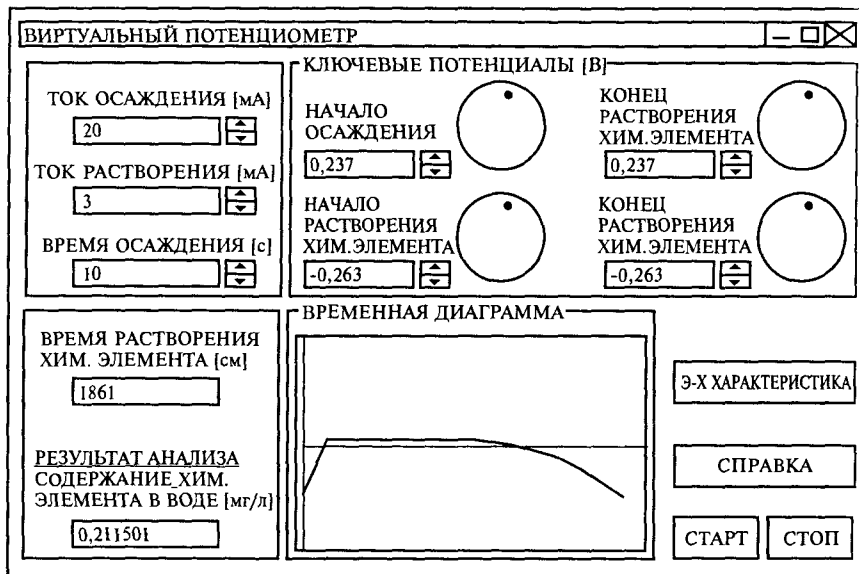 ВИРТУАЛЬНЫЙ ПОТЕНЦИОМЕТР
ТОК ОСАЖДЕНИЯ [мА]
20
ТОК РАСТВОРЕНИЯ [мА]
3
ВРЕМЯ ОСАЖДЕНИЯ [с]
10
КЛЮЧЕВЫЕ ПОТЕНЦИАЛЫ [В]
НАЧАЛО
ОСАЖДЕНИЯ
0,237
КОНЕЦ
РАСТВОРЕНИЯ
ХИМ.ЭЛЕМЕНТА
0,237
НАЧАЛО
РАСТВОРЕНИЯ
ХИМ.ЭЛЕМЕНТА
-0,263
КОНЕЦ
РАСТВОРЕНИЯ
ХИМ.ЭЛЕМЕНТА
-0,263
ВРЕМЯ РАСТВОРЕНИЯ
ХИМ. ЭЛЕМЕНТА [см]
1861
РЕЗУЛЬТАТ АНАЛИЗА
СОДЕРЖАНИЕ_ХИМ.
ЭЛЕМЕНТА В ВОДЕ [мг/л]
0,211501
ВРЕМЕННАЯ ДИАГРАММА
Э-Х ХАРАКТЕРИСТИКА
СПРАВКА
СТАРТ СТОП